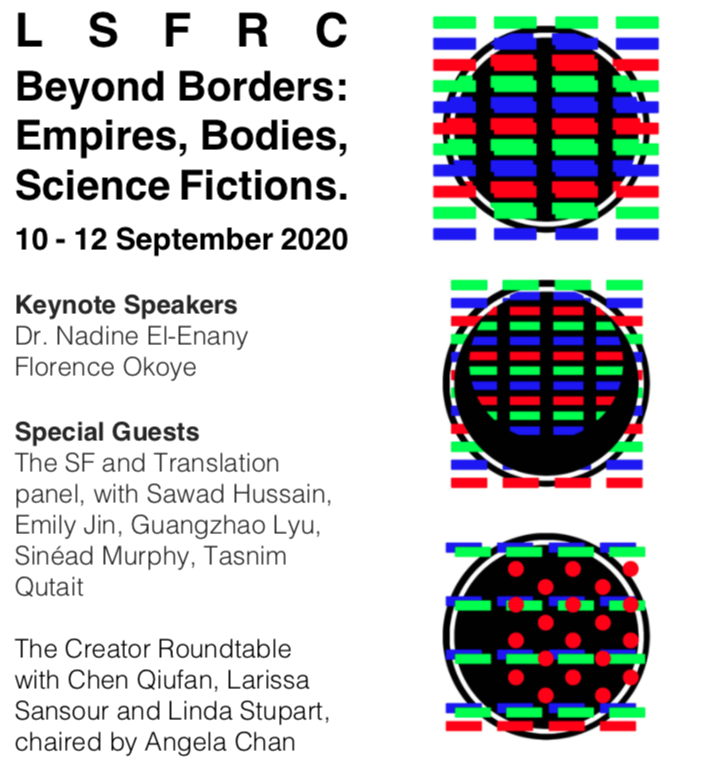 L S F R C
Beyond Borders:
Empires, Bodies,
Science Fictions.
10 - 12 September 2020
Keynote Speakers
Dr. Nadine El-Enany
Florence Okoye
Special Guests
The SF and Translation
panel, with Sawad Hussain,
Emily Jin, Guangzhao Lyu,
Sinéad Murphy, Tasnim
Qutait
The Creator Roundtable
with Chen Qiufan, Larissa
Sansour and Linda Stupart,
chaired by Angela Chan